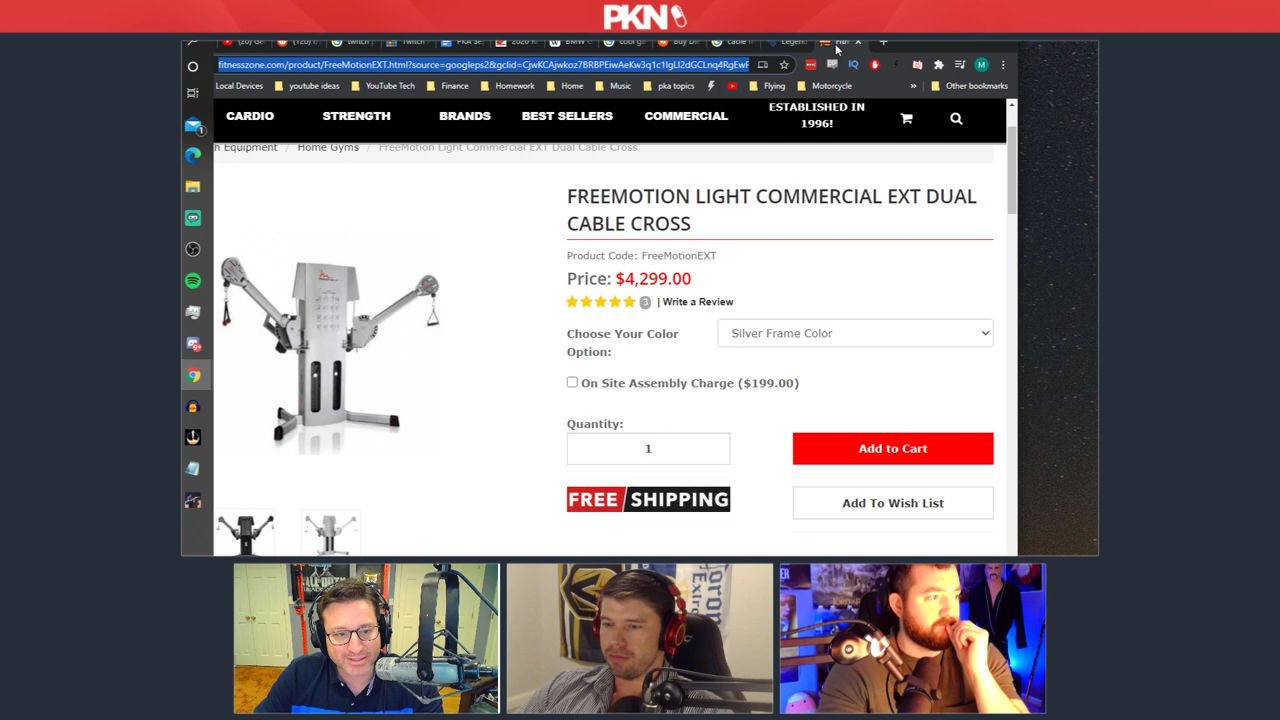 PKN
fitnesszone.com/product/FreeMotionEXT.html?source=googleps2&gclid=
M
Local Devices youtube ideas YouTube Tech Finance Homework Home Music pka topics Flying Motorcycle » Other bookmarks
CARDIO STRENGTH BRANDS BEST SELLERS COMMERCIAL
ESTABLISHED IN
1996!
h Equipment / Home Gyms / FreeMotion Light Commercial EXT Dual Cable Cross
FREEMOTION LIGHT COMMERCIAL EXT DUAL
CABLE CROSS
Product Code: FreeMotionEXT
Price: $4,299.00
3 | Write a Review
Choose Your Color
Option:
Silver Frame Color
On Site Assembly Charge ($199.00)
Quantity:
1
Add to Cart
FREE SHIPPING
Add To Wish List